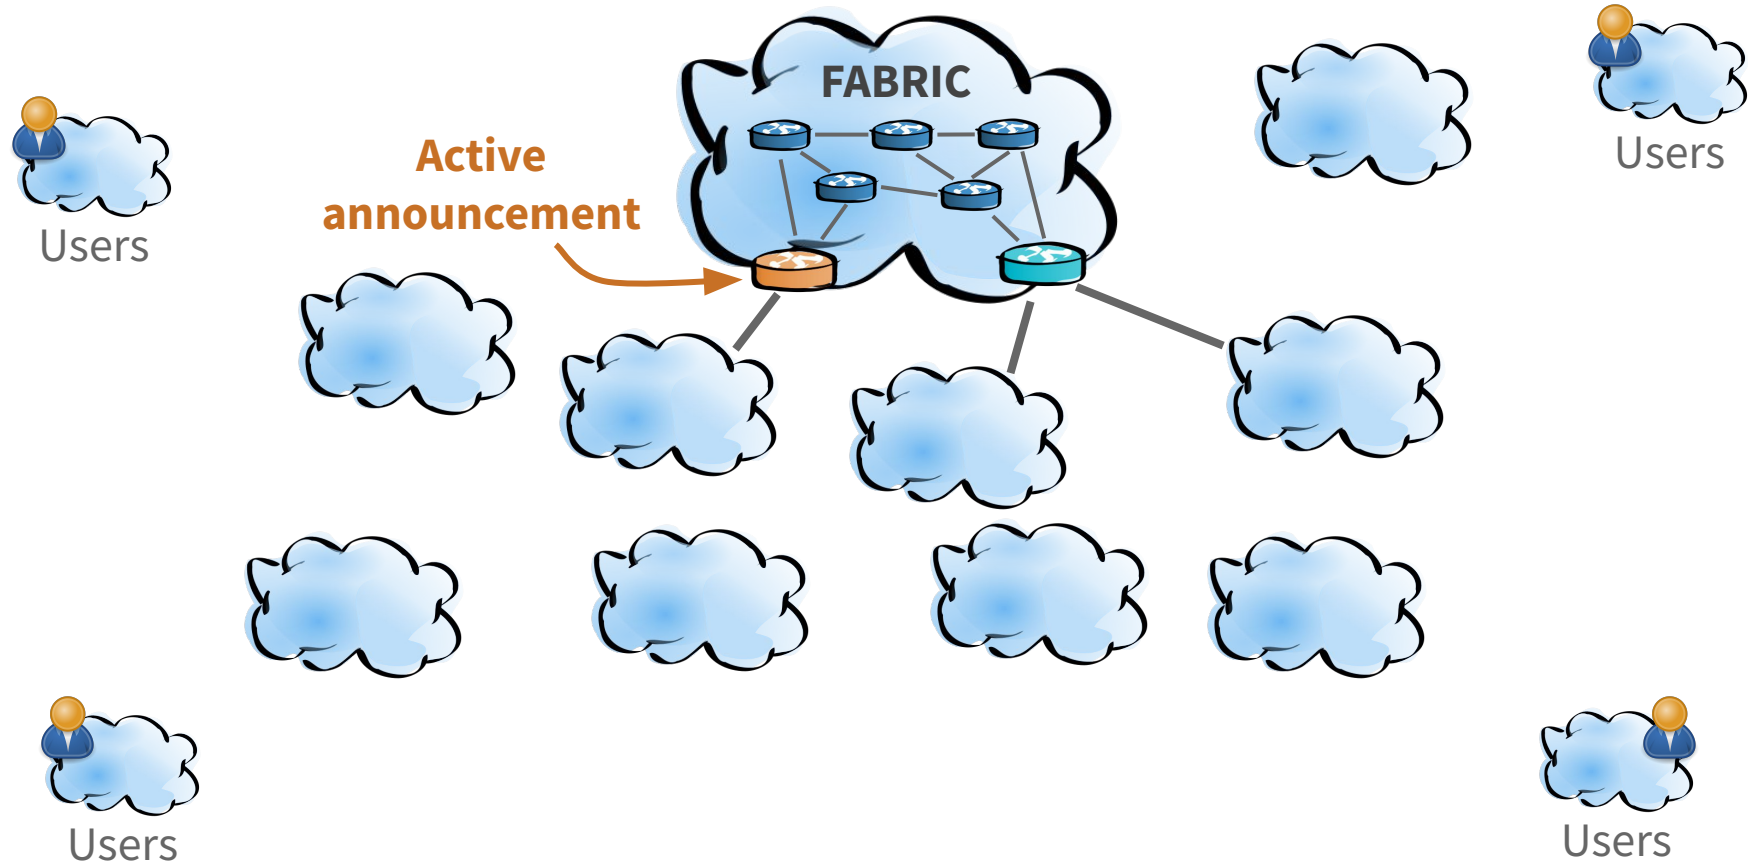 FABRIC
Users
Active
announcement
Users
Users
Users